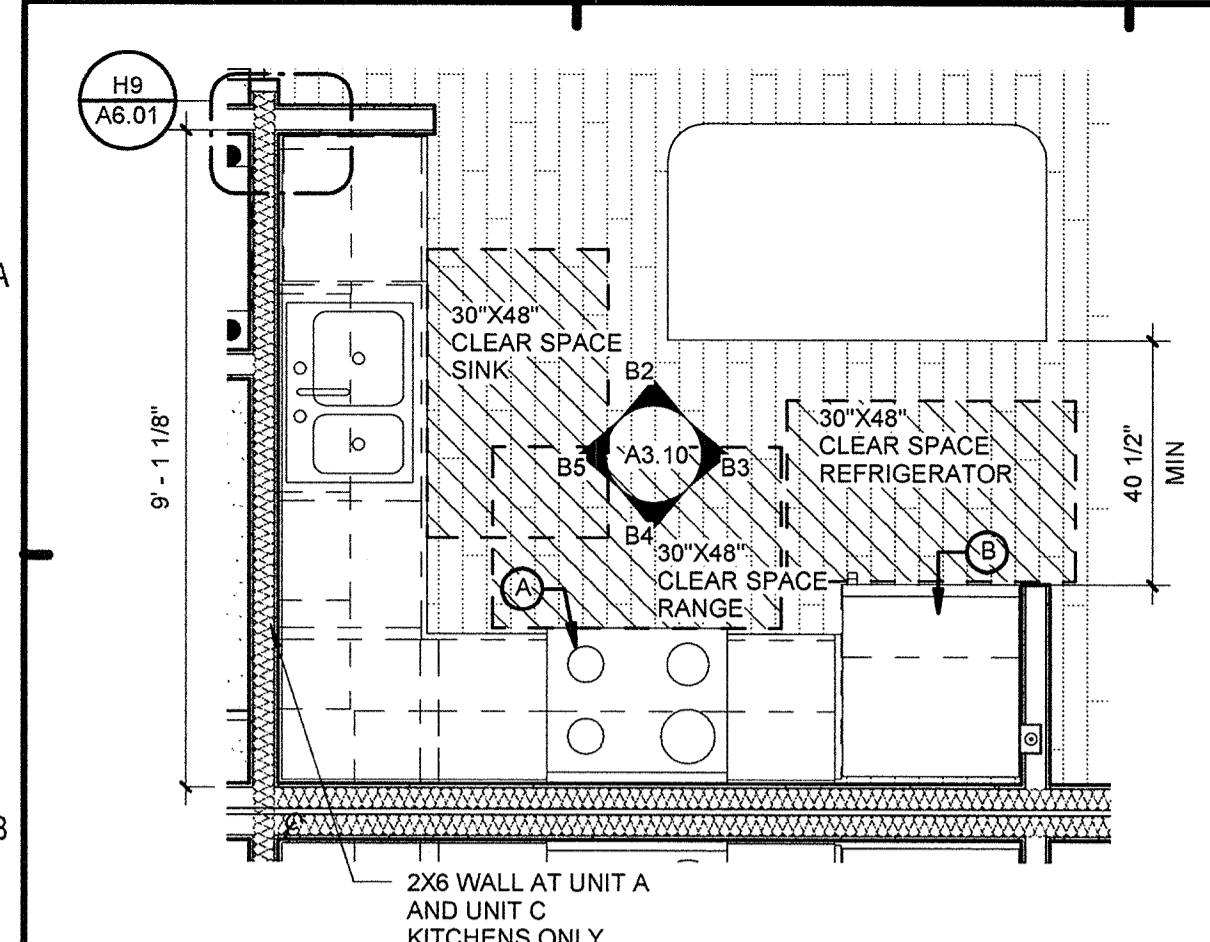 H9
A6.01
A
30"X48"
CLEAR SPACE
SINK
B2
B5
A3.10
B3
B4
30"X48"
CLEAR SPACE
REFRIGERATOR
40 1/2"
MIN
9' - 1 1/8"
30"X48"
CLEAR SPACE
RANGE
A
B
B
2X6 WALL AT UNIT A
AND UNIT C
KITCHENS ONLY